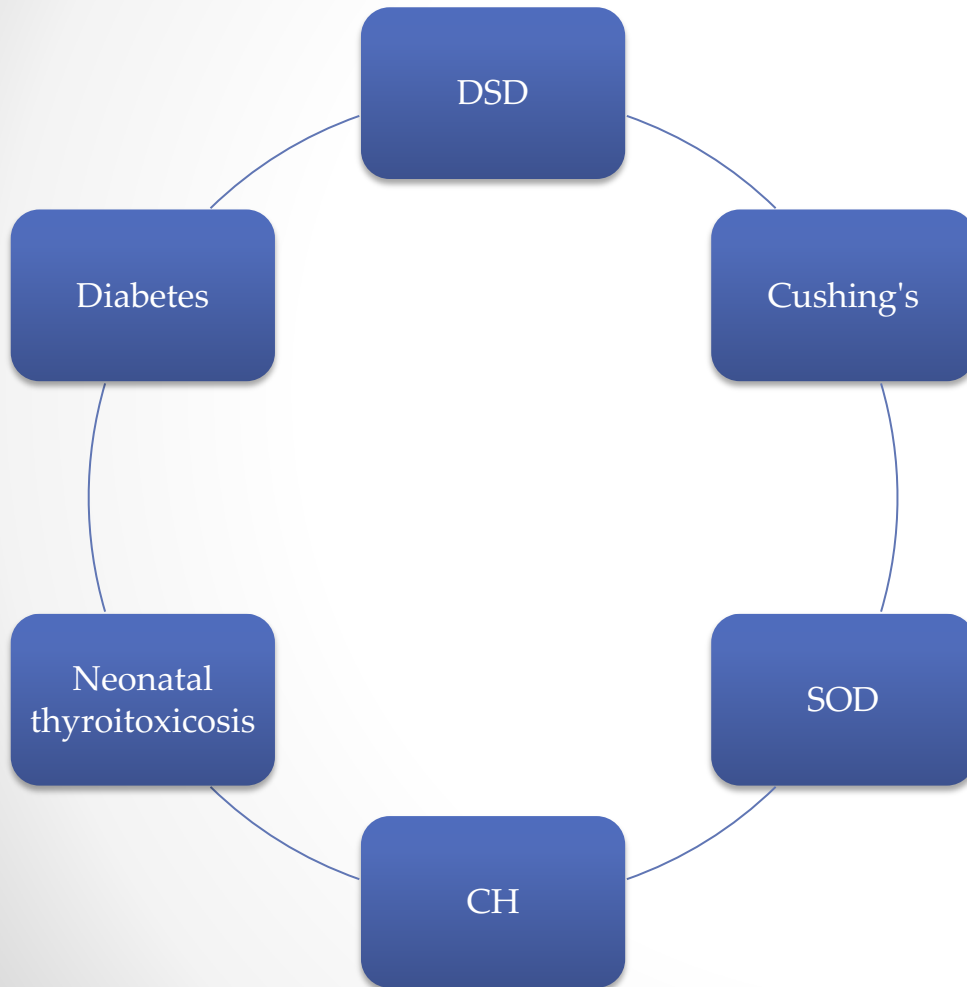 DSD
Cushing's
SOD
CH
Neonatal
thyroitoxicosis
Diabetes